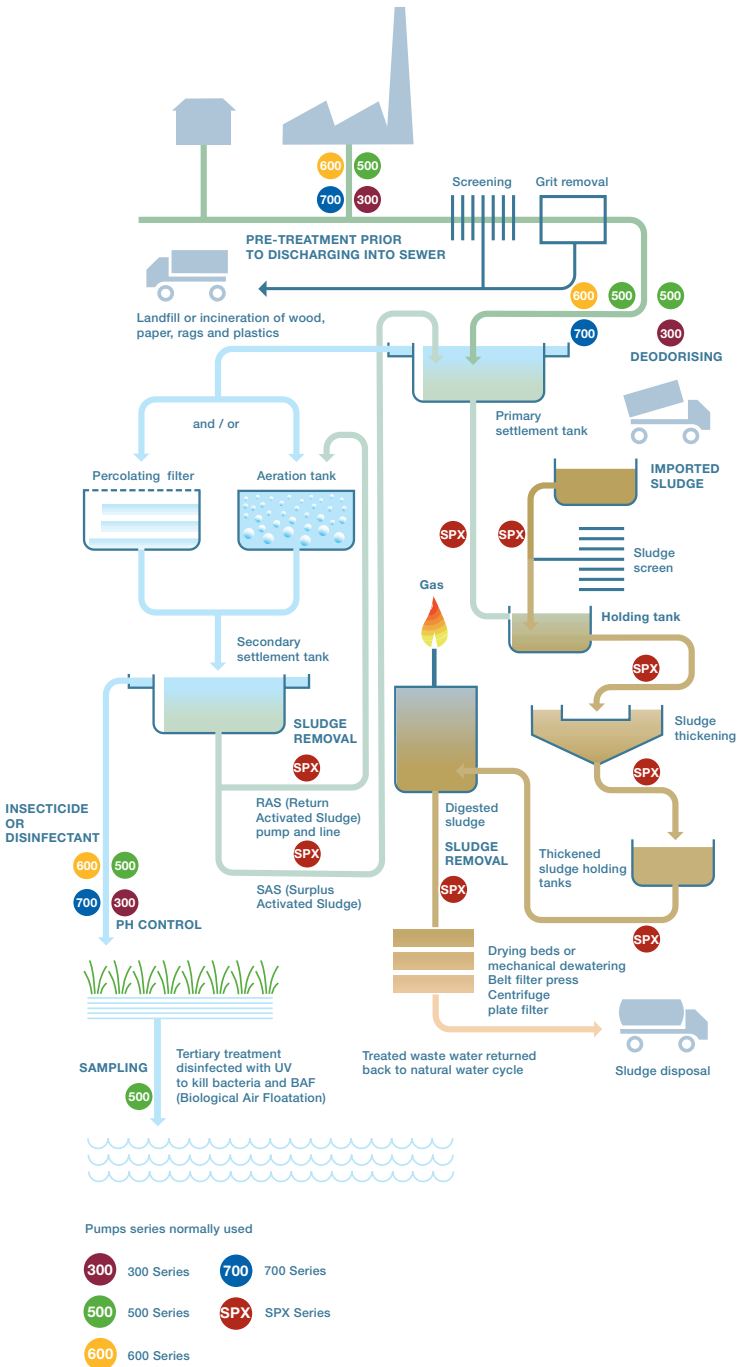 600 500
700 300
Screening
Grit removal
PRE-TREATMENT PRIOR
TO DISCHARGING INTO SEWER
Landfill or incineration of wood,
paper, rags and plastics
600 500 500
700 300
DEODORISING
Primary
settlement tank
and / or
Percolating filter
Aeration tank
IMPORTED
SLUDGE
SPX SPX
Sludge
screen
Gas
Holding tank
Secondary
settlement tank
SPX
Sludge
thickening
SLUDGE
REMOVAL
SPX
SPX
RAS (Return
Activated Sludge)
pump and line
SPX
SAS (Surplus
Activated Sludge)
INSECTICIDE
OR
DISINFECTANT
600 500
700 300
PH CONTROL
Digested
sludge
SLUDGE
REMOVAL
SPX
Thickened
sludge holding
tanks
SPX
Drying beds or
mechanical dewatering
Belt filter press
Centrifuge
plate filter
Treated waste water returned
back to natural water cycle
Sludge disposal
SAMPLING
500
Tertiary treatment
disinfected with UV
to kill bacteria and BAF
(Biological Air Floatation)
Pumps series normally used
300 300 Series
700 700 Series
500 500 Series
SPX SPX Series
600 600 Series